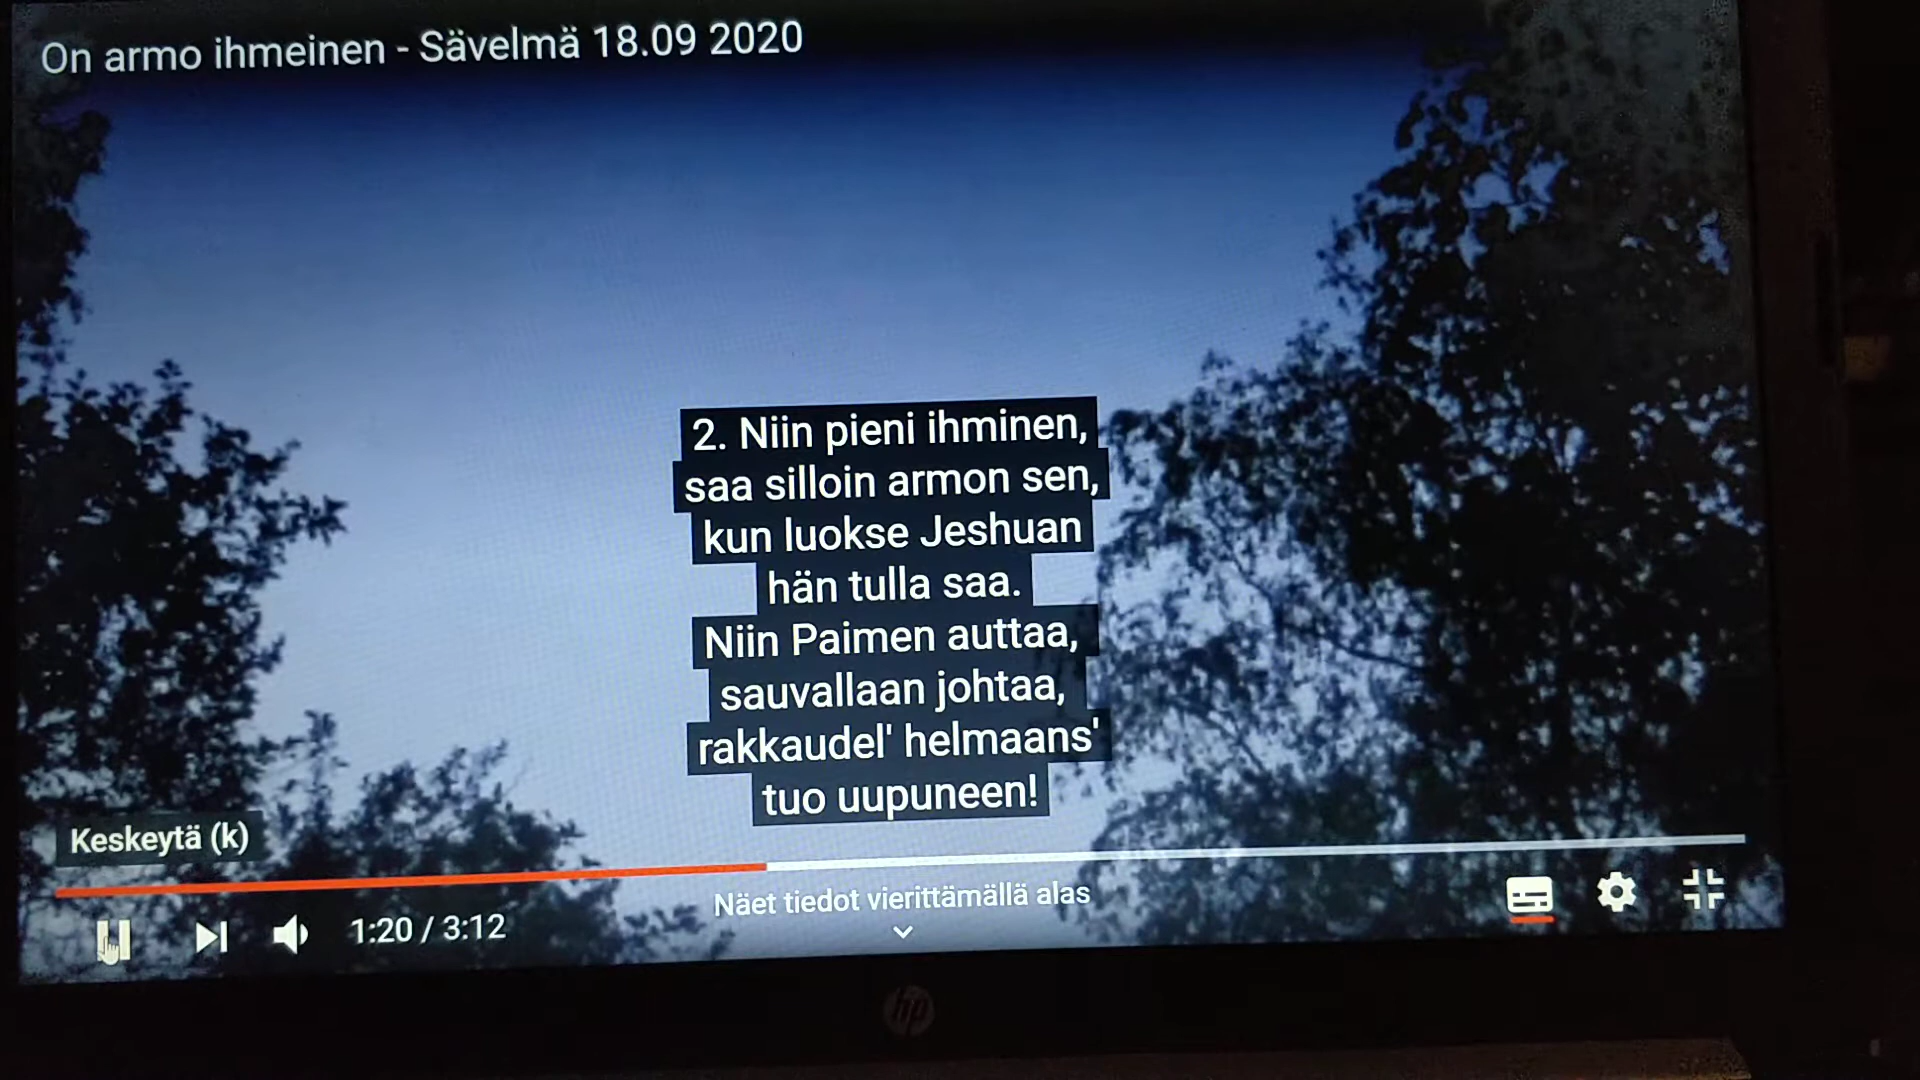 On armo ihmeinen - Sävelmä 18.09 2020
2. Niin pieni ihminen,
saa silloin armon sen,
kun luokse Jeshuan
hän tulla saa.
Niin Paimen auttaa,
sauvallaan johtaa,
rakkaudel' helmaans'
tuo uupuneen!
Keskeytä (k)
Näet tiedot vierittämällä alas
1:20 / 3:12
hp